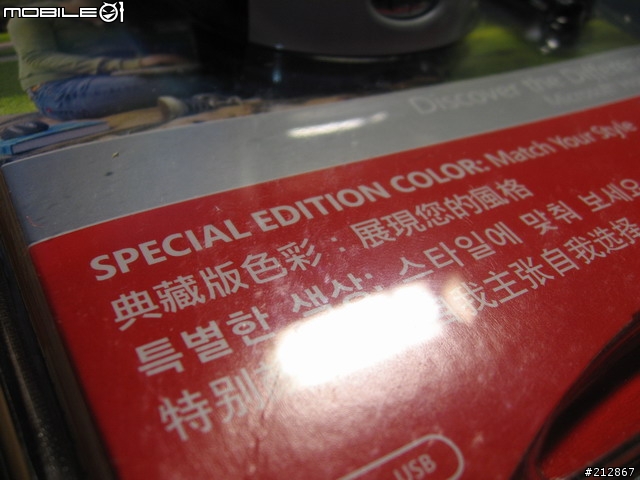 MOBILE01
Discover the
SPECIAL EDITION COLOR: Match Your Style
典藏版色彩：展現您的風格
특별한 색상: 스타일에 맞춰 보세요
特别 我主张自我选择
USB
#212867